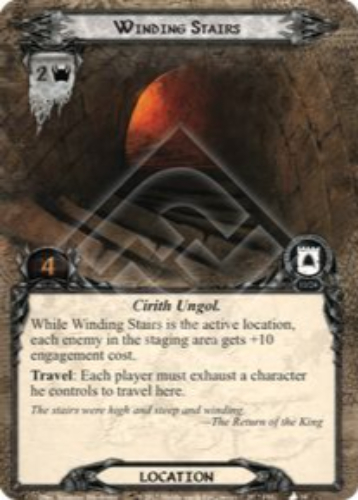 Winding Stairs
2
4
Cirith Ungol.
While Winding Stairs is the active location,
each enemy in the staging area gets +10
engagement cost.
Travel: Each player must exhaust a character
he controls to travel here.
The stairs were high and steep and winding.
—The Return of the King
LOCATION